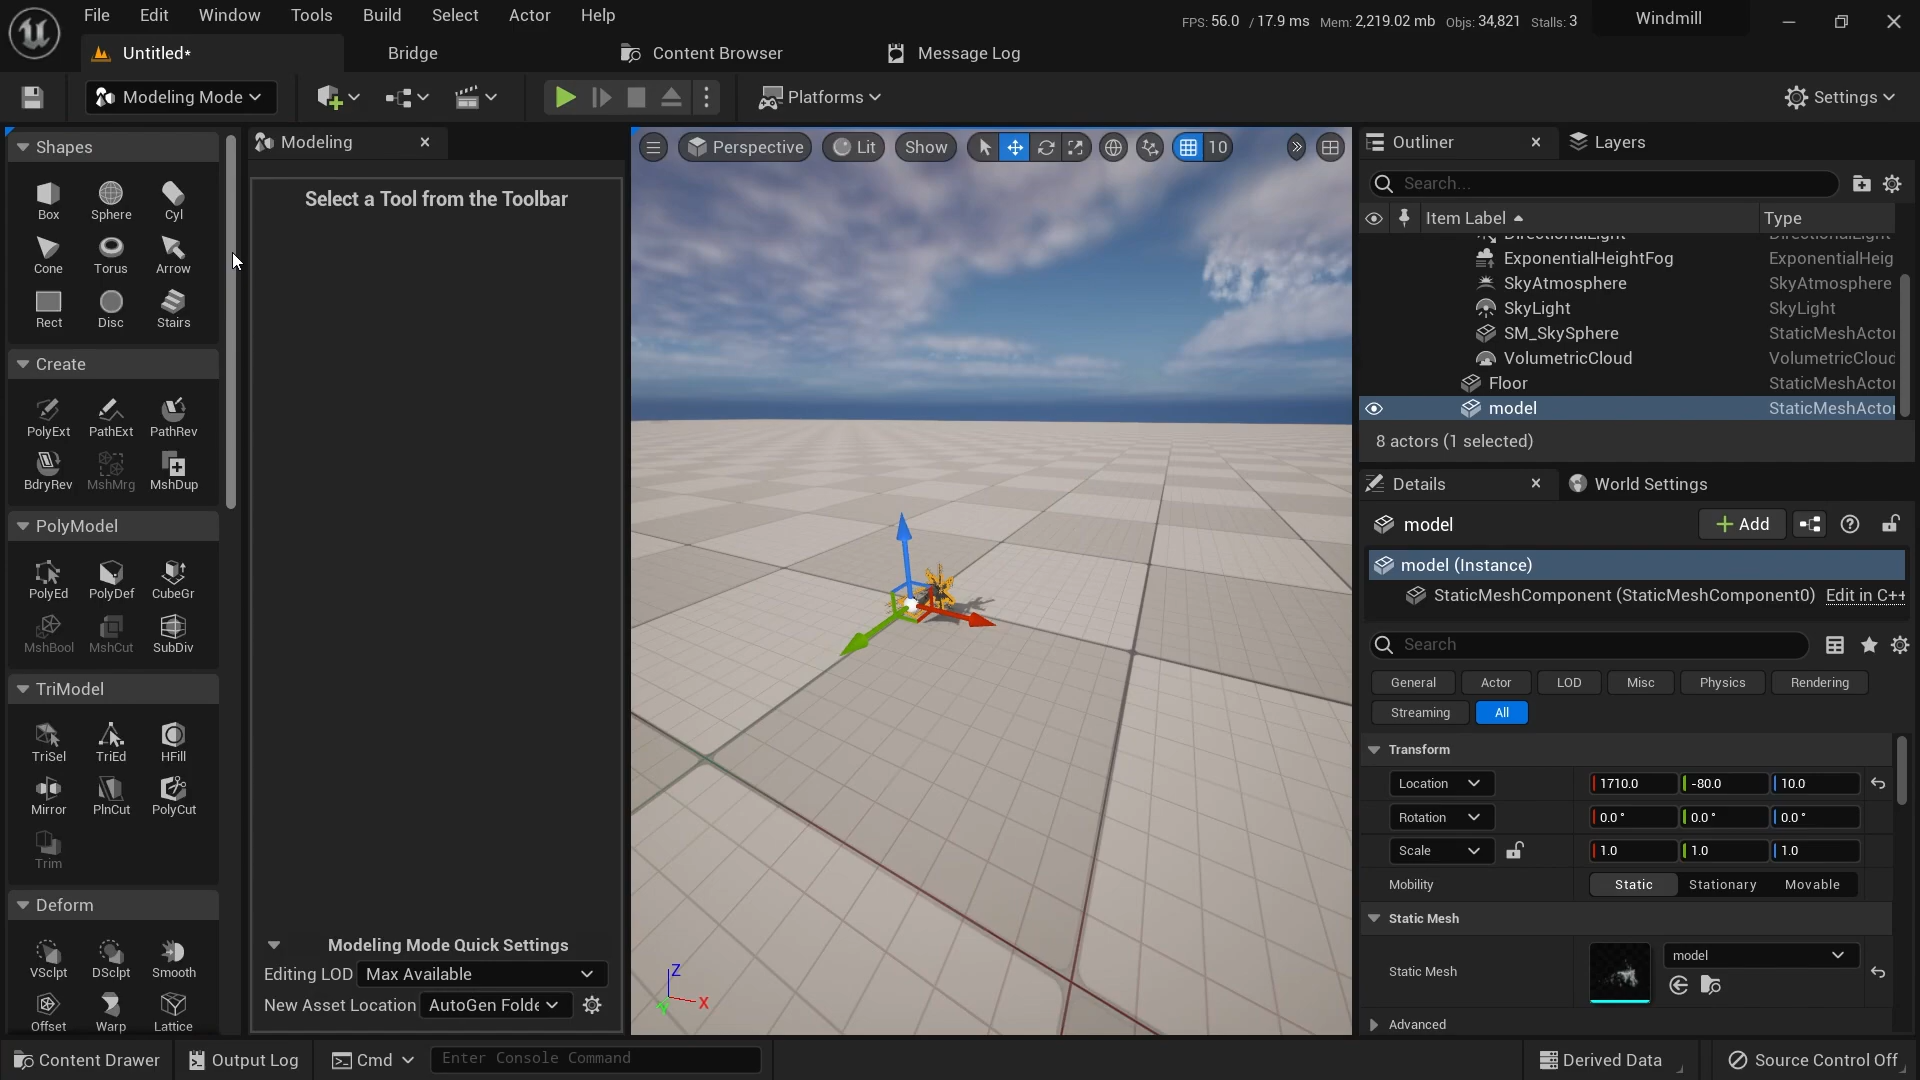 File Edit Window Tools Build Select Actor Help
FPS: 56.0 / 17.9 ms Mem: 2,219.02 mb Objs: 34,821 Stalls: 3
Windmill
Untitled*
Bridge
Content Browser
Message Log
Modeling Mode
Platforms
Settings
Shapes
Box Sphere Cyl
Cone Torus Arrow
Rect Disc Stairs
Create
PolyExt PathExt PathRev
BdryRev MshMrg MshDup
PolyModel
PolyEd PolyDef CubeGr
MshBool MshCut SubDiv
TriModel
TriSel TriEd HFill
Mirror PlnCut PolyCut
Trim
Deform
VSclpt DSclpt Smooth
Offset Warp Lattice
Modeling
Select a Tool from the Toolbar
Modeling Mode Quick Settings
Editing LOD Max Available
New Asset Location AutoGen Folde
Perspective Lit Show 10
Z
X
Y
Outliner
Layers
Search...
Item Label Type
DirectionalLight DirectionalLight
ExponentialHeightFog ExponentialHeig
SkyAtmosphere SkyAtmosphere
SkyLight SkyLight
SM_SkySphere StaticMeshActor
VolumetricCloud VolumetricCloud
Floor StaticMeshActor
model StaticMeshActor
8 actors (1 selected)
Details
World Settings
model
Add
model (Instance)
StaticMeshComponent (StaticMeshComponent0) Edit in C++
Search
General Actor LOD Misc Physics Rendering
Streaming All
Transform
Location 1710.0 -80.0 10.0
Rotation 0.0 ° 0.0 ° 0.0 °
Scale 1.0 1.0 1.0
Mobility Static Stationary Movable
Static Mesh
Static Mesh model
Advanced
Content Drawer
Output Log
Cmd
Enter Console Command
Derived Data
Source Control Off